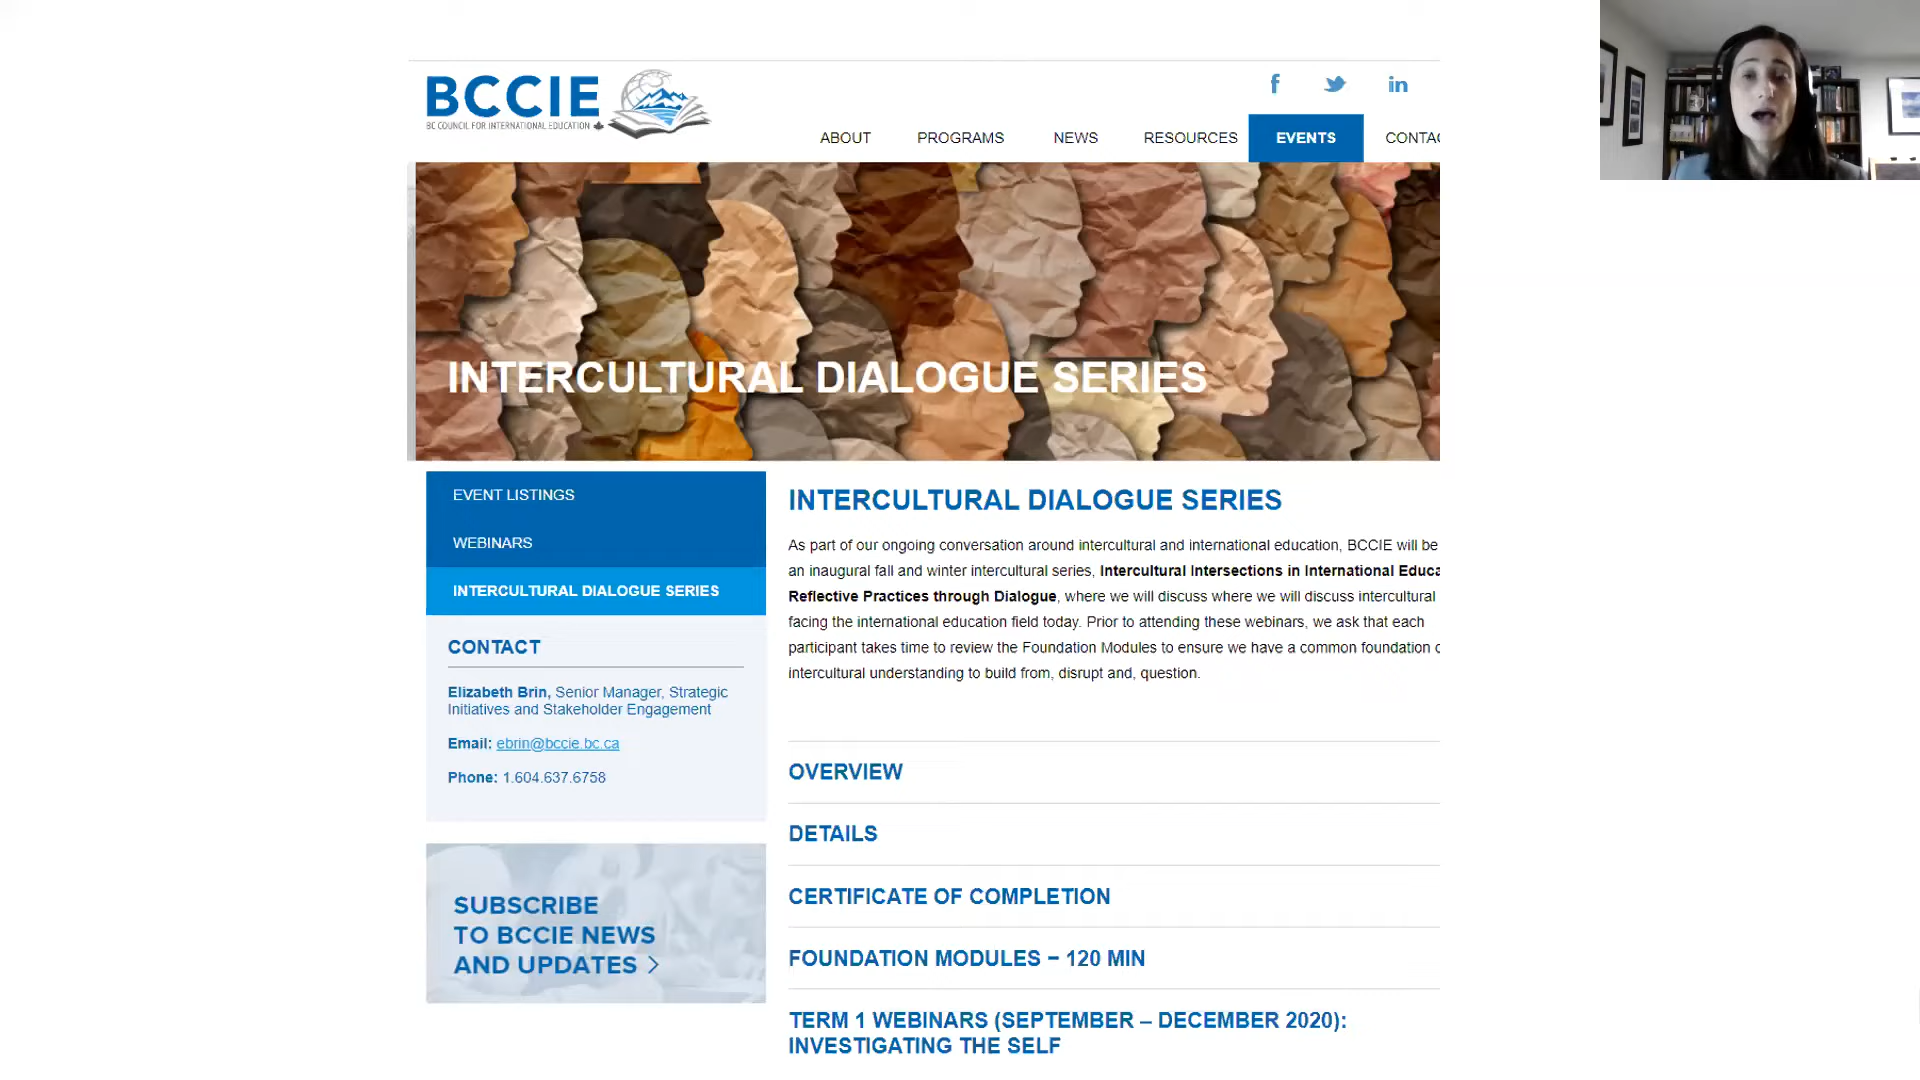 BCCIE
BC COUNCIL FOR INTERNATIONAL EDUCATION
ABOUT PROGRAMS NEWS RESOURCES EVENTS CONTAC
INTERCULTURAL DIALOGUE SERIES
EVENT LISTINGS
WEBINARS
INTERCULTURAL DIALOGUE SERIES
CONTACT
Elizabeth Brin, Senior Manager, Strategic
Initiatives and Stakeholder Engagement
Email: ebrin@bccie.bc.ca
Phone: 1.604.637.6758
SUBSCRIBE
TO BCCIE NEWS
AND UPDATES >
INTERCULTURAL DIALOGUE SERIES
As part of our ongoing conversation around intercultural and international education, BCCIE will be
an inaugural fall and winter intercultural series, Intercultural Intersections in International Educa
Reflective Practices through Dialogue, where we will discuss where we will discuss intercultural
facing the international education field today. Prior to attending these webinars, we ask that each
participant takes time to review the Foundation Modules to ensure we have a common foundation o
intercultural understanding to build from, disrupt and, question.
OVERVIEW
DETAILS
CERTIFICATE OF COMPLETION
FOUNDATION MODULES – 120 MIN
TERM 1 WEBINARS (SEPTEMBER – DECEMBER 2020):
INVESTIGATING THE SELF